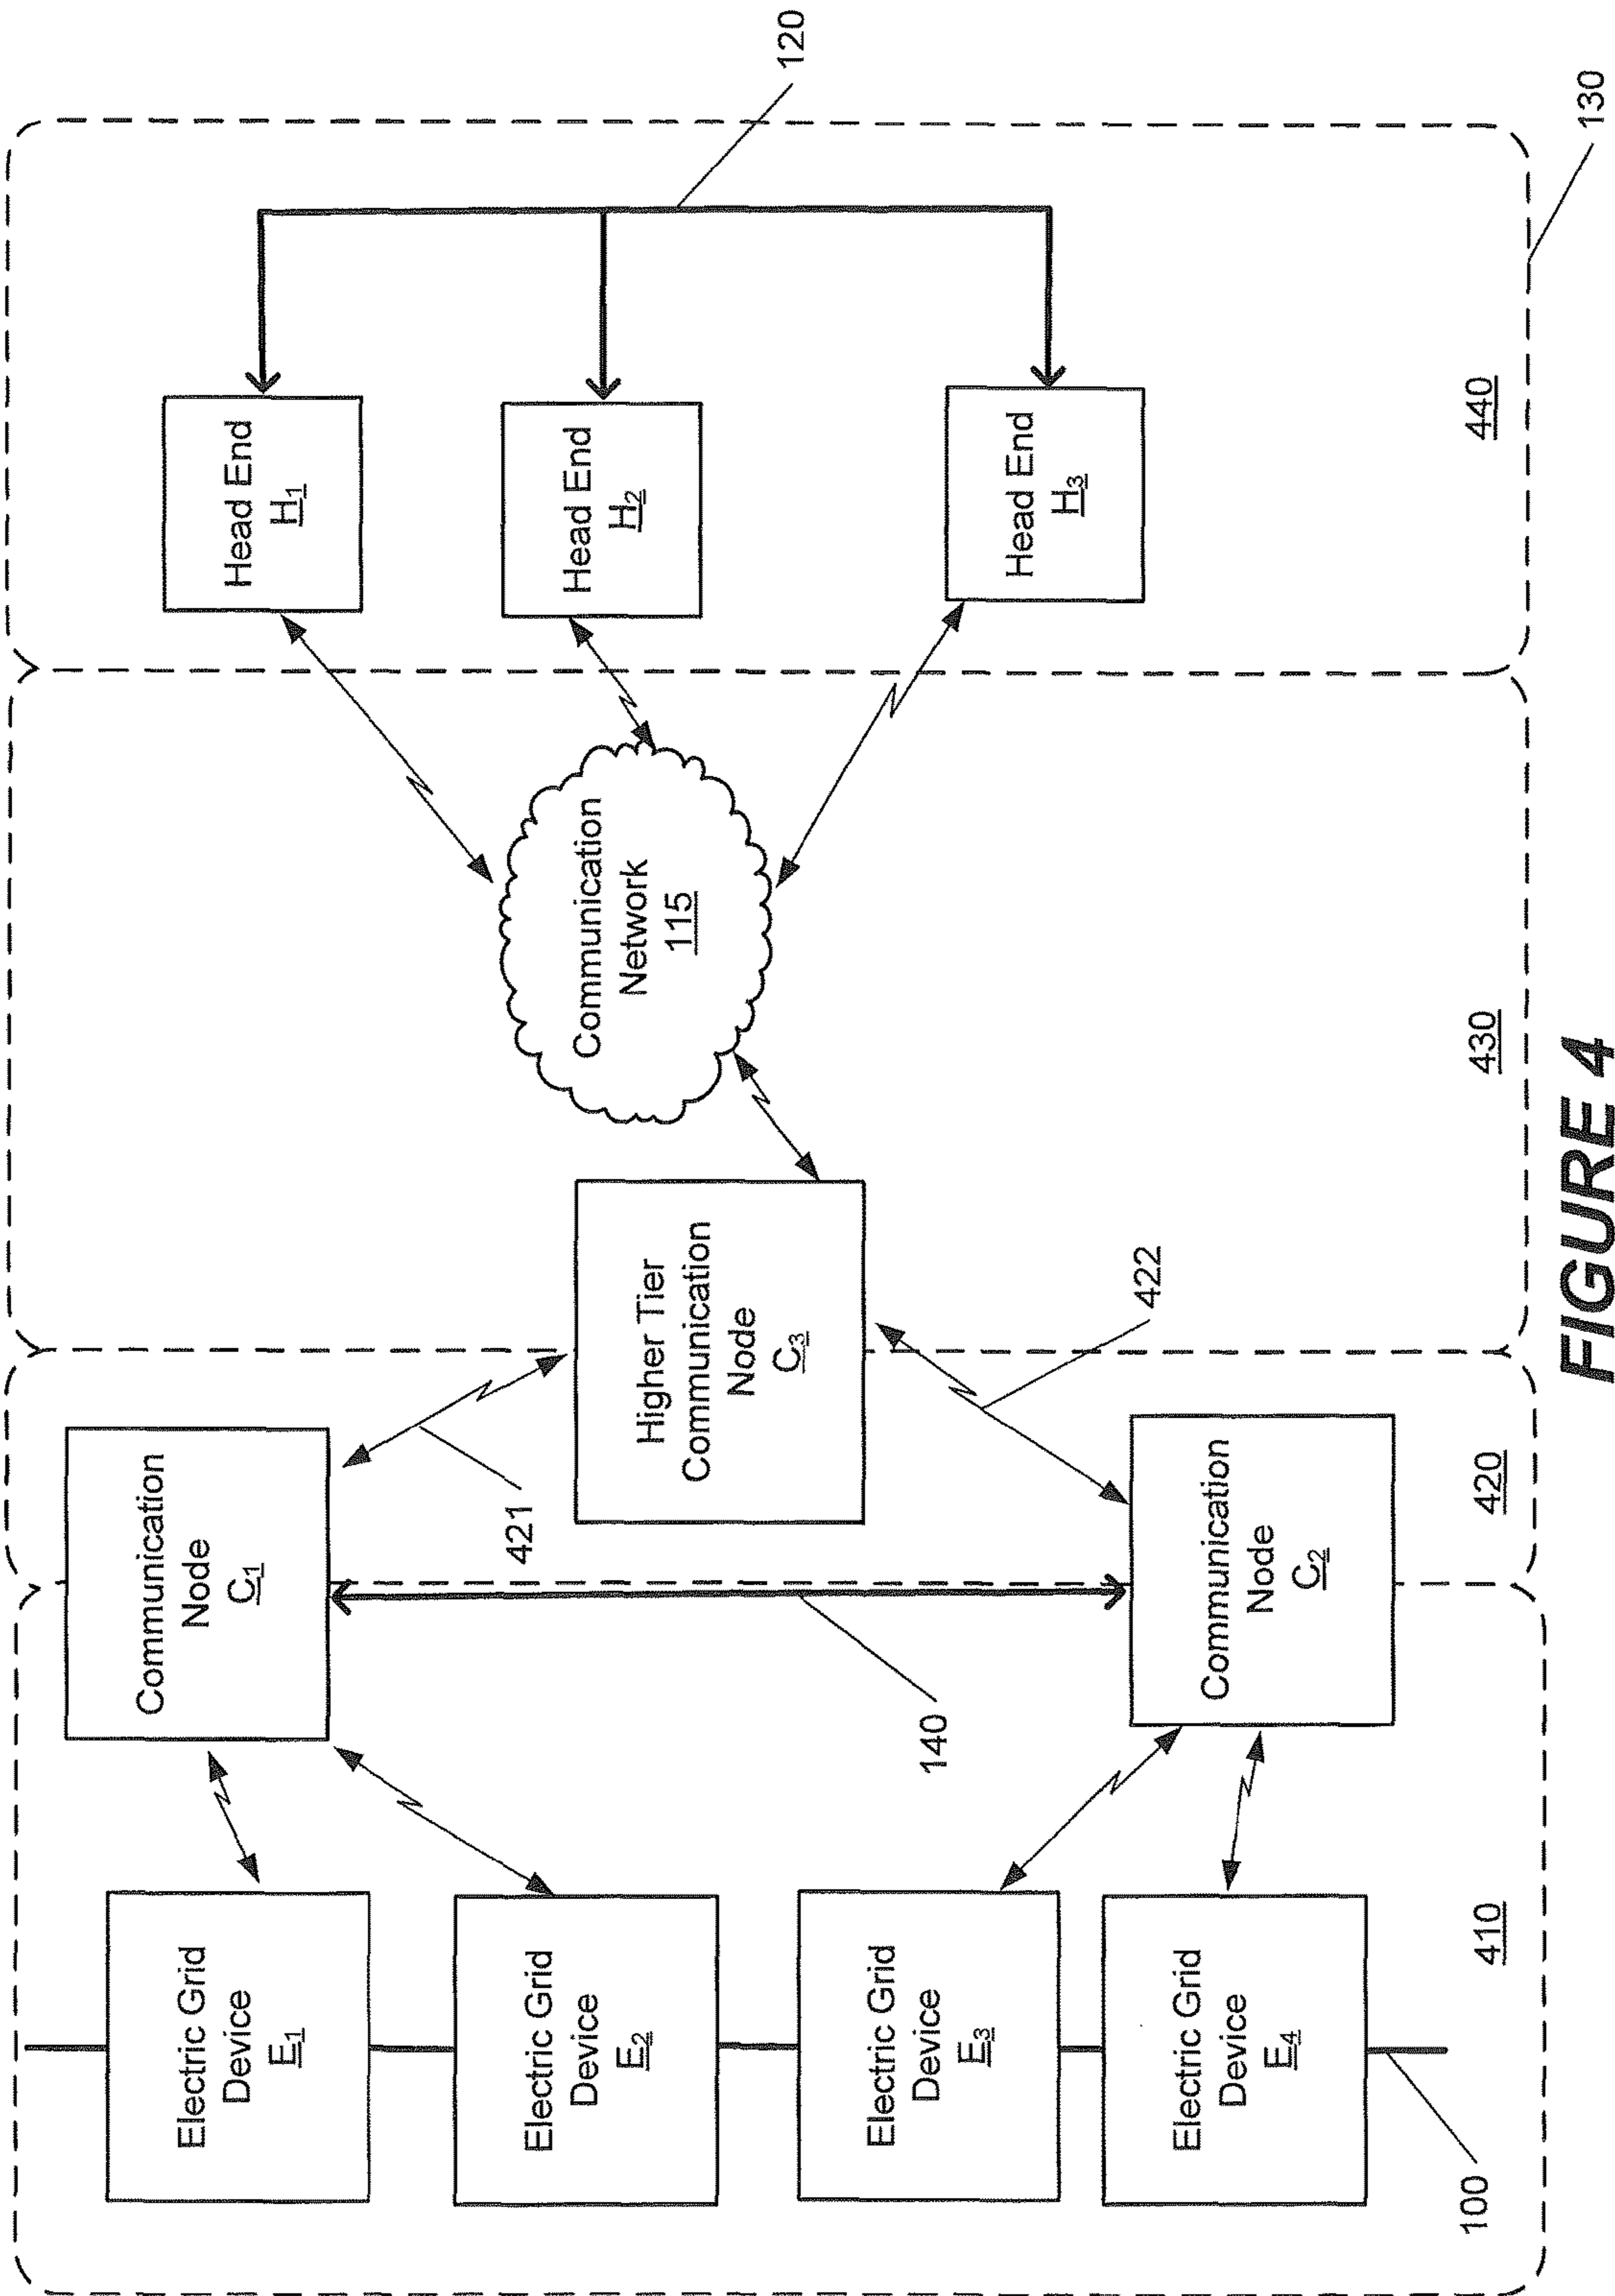 Electric Grid
Device
E1
Electric Grid
Device
E2
Electric Grid
Device
E3
Electric Grid
Device
E4
100
410
Communication
Node
C1
140
Communication
Node
C2
421
420
Higher Tier
Communication
Node
C3
422
Communication
Network
115
430
Head End
H1
Head End
H2
Head End
H3
120
440
130
FIGURE 4